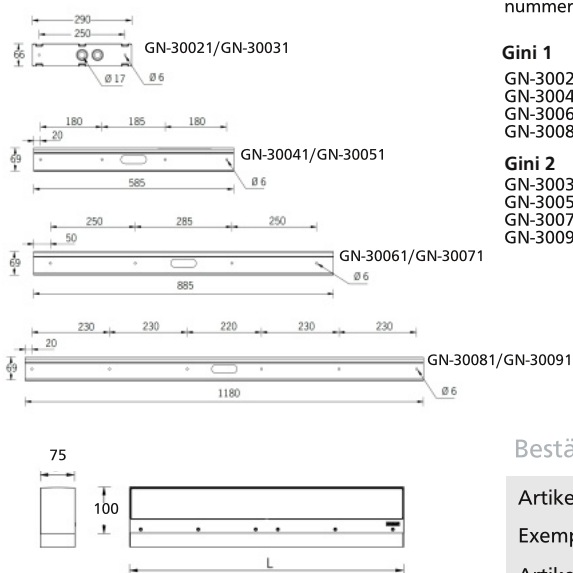 290
250
GN-30021/GN-30031
66
Ø 17
Ø 6
180 185 180
20
GN-30041/GN-30051
69
585
Ø 6
250 285 250
50
GN-30061/GN-30071
69
885
Ø 6
230 230 220 230 230
20
GN-30081/GN-30091
69
1180
Ø 6
75
100
L
nummer
Gini 1
GN-3002
GN-3004
GN-3006
GN-3008
Gini 2
GN-3003
GN-3005
GN-3007
GN-3009
Bestä
Artike
Exemp